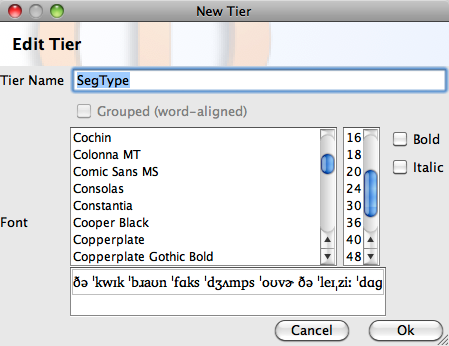 New Tier
Edit Tier
Tier Name
SegType
Grouped (word-aligned)
Font
Cochin
Colonna MT
Comic Sans MS
Consolas
Constantia
Cooper Black
Copperplate
Copperplate Gothic Bold
16
18
20
24
30
36
40
48
Bold
Italic
ðə ˈkwɪk ˈbɹaʊn ˈfɑks ˈdʒʌmps ˈoʊvɚ ðə ˈleɪˌziː ˈdɑg
Cancel
Ok